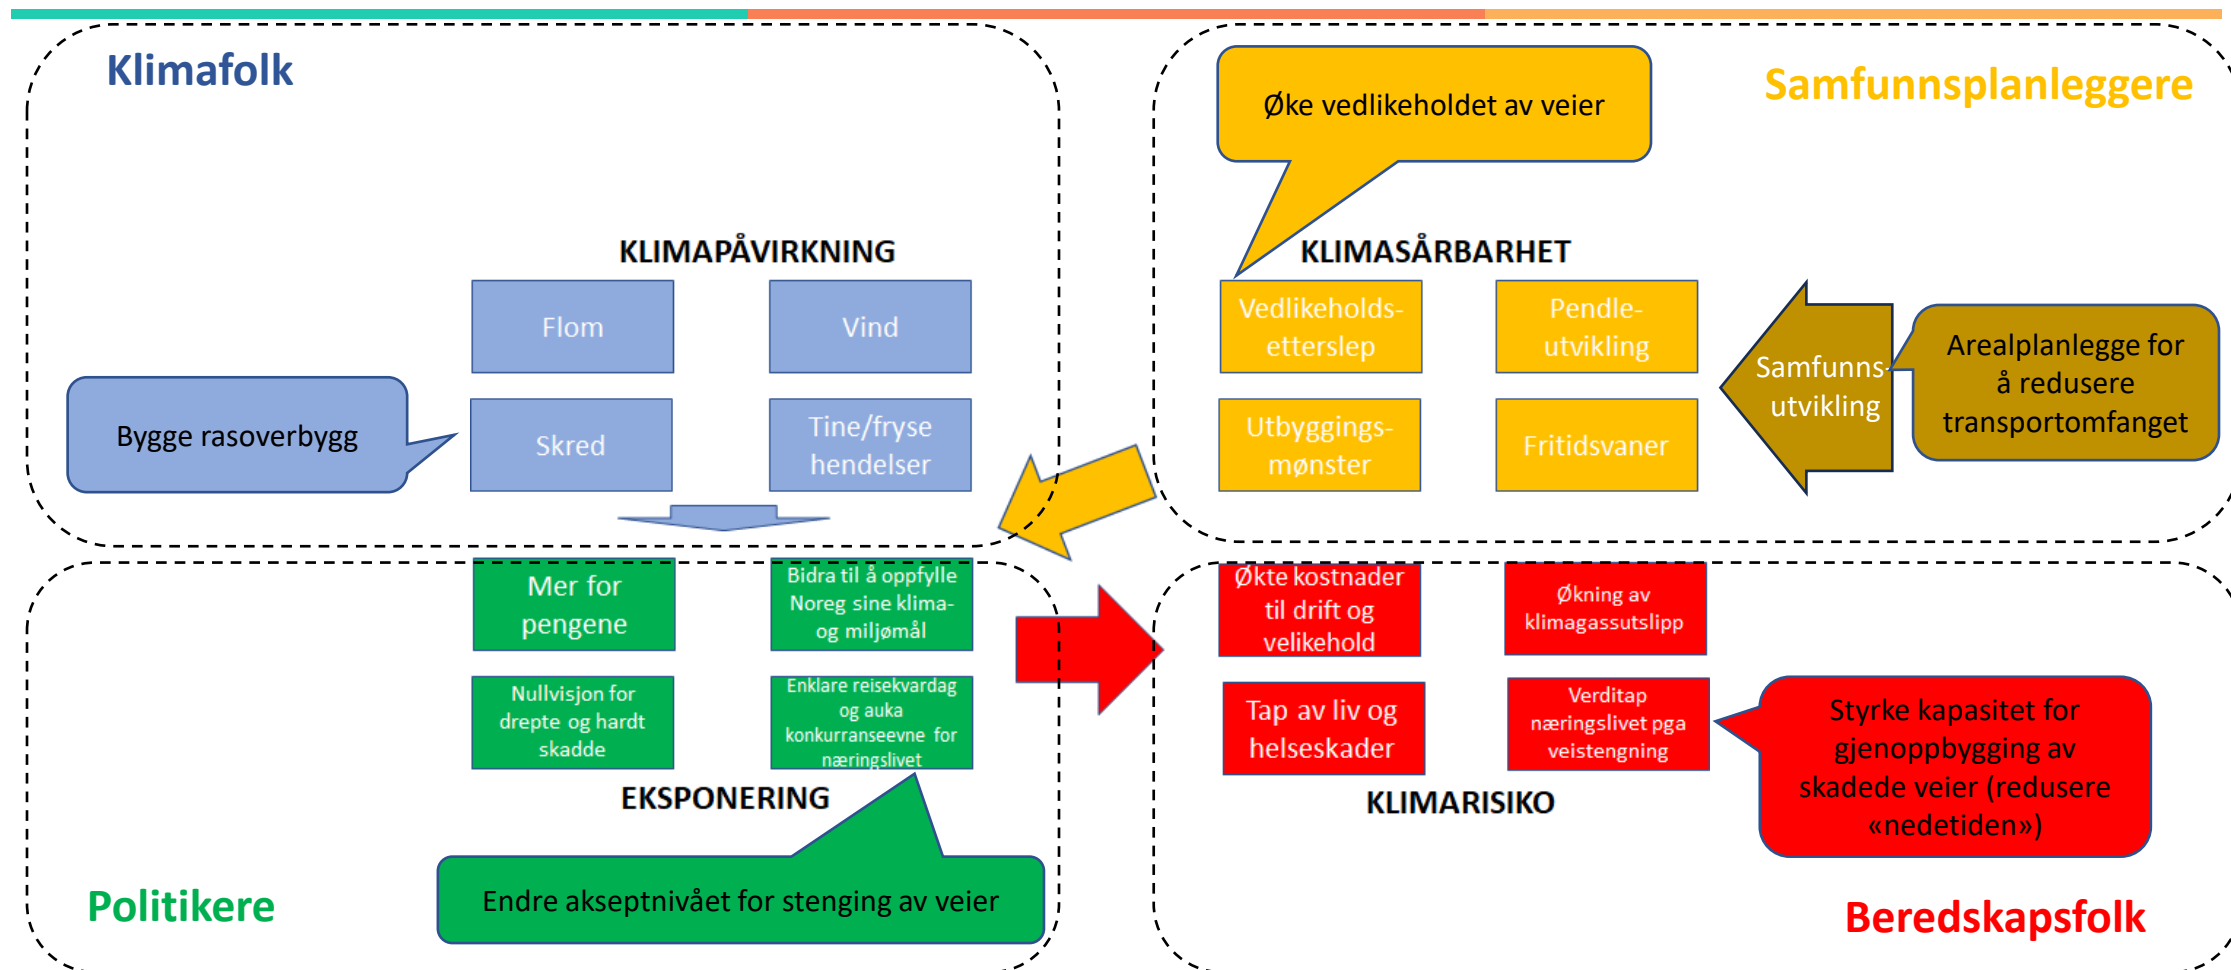 Klimafolk
KLIMAPÅVIRKNING
Flom
Vind
Skred
Tine/fryse
hendelser
Bygge rasoverbygg
Samfunnsplanleggere
Øke vedlikeholdet av veier
KLIMASÅRBARHET
Vedlikeholds-
etterslep
Pendle-
utvikling
Utbyggings-
mønster
Fritidsvaner
Samfunns-
utvikling
Arealplanlegge for
å redusere
transportomfanget
Mer for
pengene
Bidra til å oppfylle
Noreg sine klima-
og miljømål
Nullvisjon for
drepte og hardt
skadde
Enklare reisekvardag
og auka
konkurranseevne for
næringslivet
EKSPONERING
Endre akseptnivået for stenging av veier
Politikere
Økte kostnader
til drift og
velikehold
Økning av
klimagassutslipp
Tap av liv og
helseskader
Verditap
næringslivet pga
veistengning
KLIMARISIKO
Styrke kapasitet for
gjenoppbygging av
skadede veier (redusere
«nedetiden»)
Beredskapsfolk